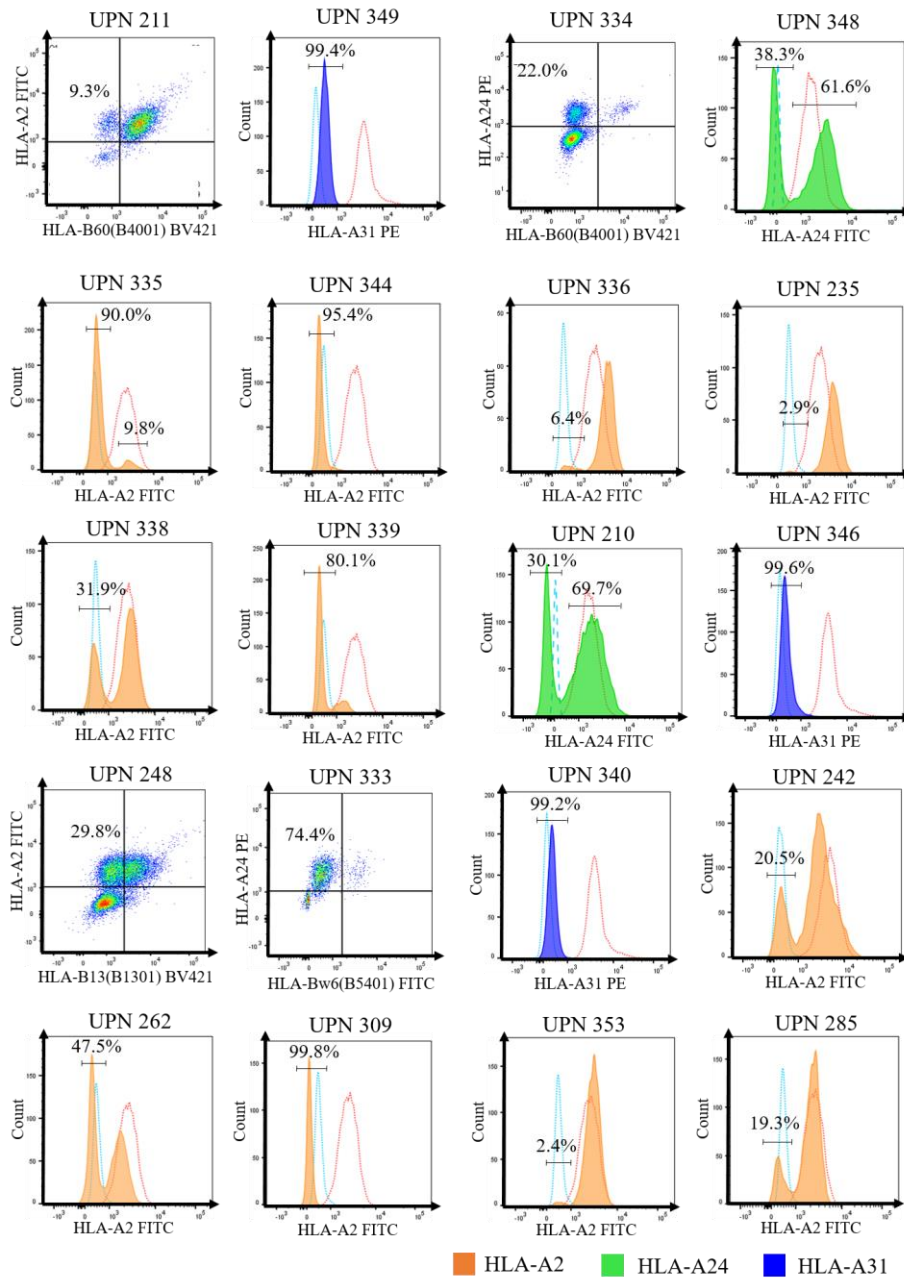 UPN 211
UPN 349
UPN 334
UPN 348
9.3%
99.4%
22.0%
38.3%
61.6%
HLA-A2 FITC
Count
HLA-A24 PE
Count
HLA-B60(B4001) BV421
HLA-A31 PE
HLA-B60(B4001) BV421
HLA-A24 FITC
UPN 335
UPN 344
UPN 336
UPN 235
90.0%
9.8%
95.4%
6.4%
2.9%
Count
Count
Count
Count
HLA-A2 FITC
HLA-A2 FITC
HLA-A2 FITC
HLA-A2 FITC
UPN 338
UPN 339
UPN 210
UPN 346
31.9%
80.1%
30.1%
69.7%
99.6%
Count
Count
Count
Count
HLA-A2 FITC
HLA-A2 FITC
HLA-A24 FITC
HLA-A31 PE
UPN 248
UPN 333
UPN 340
UPN 242
29.8%
74.4%
99.2%
20.5%
HLA-A2 FITC
HLA-A24 PE
Count
Count
HLA-B13(B1301) BV421
HLA-Bw6(B5401) FITC
HLA-A31 PE
HLA-A2 FITC
UPN 262
UPN 309
UPN 353
UPN 285
47.5%
99.8%
2.4%
19.3%
Count
Count
Count
Count
HLA-A2 FITC
HLA-A2 FITC
HLA-A2 FITC
HLA-A2 FITC
HLA-A2
HLA-A24
HLA-A31